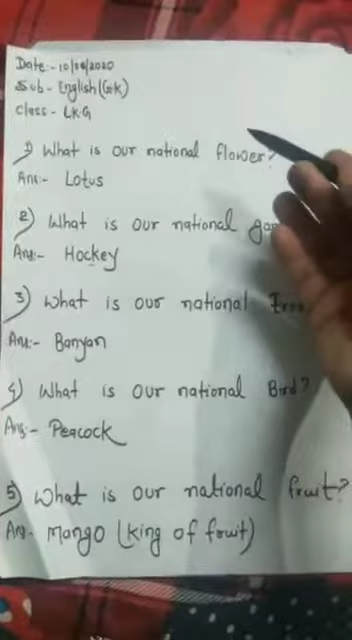 Date:- 10/06/2020
Sub- English(GK)
Class- LKG
1) What is our national flower?
Ans:- Lotus
2) What is our national
Ans:- Hockey
3) What is our national Tree
Ans:- Banyan
4) What is our national Bird?
Ans:- Peacock
5) What is our national fruit?
Ans- Mango (king of fruit)